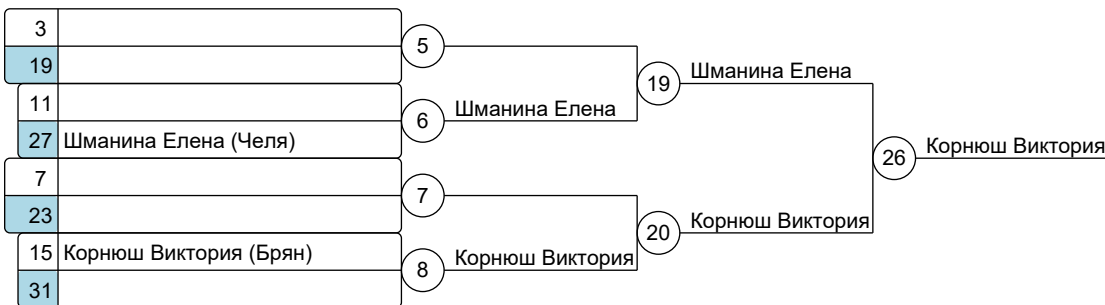 3
19
5
11
27 Шманина Елена (Челя)
6
Шманина Елена
19
Шманина Елена
7
23
7
15 Корнюш Виктория (Брян)
31
8
Корнюш Виктория
20
Корнюш Виктория
26
Корнюш Виктория